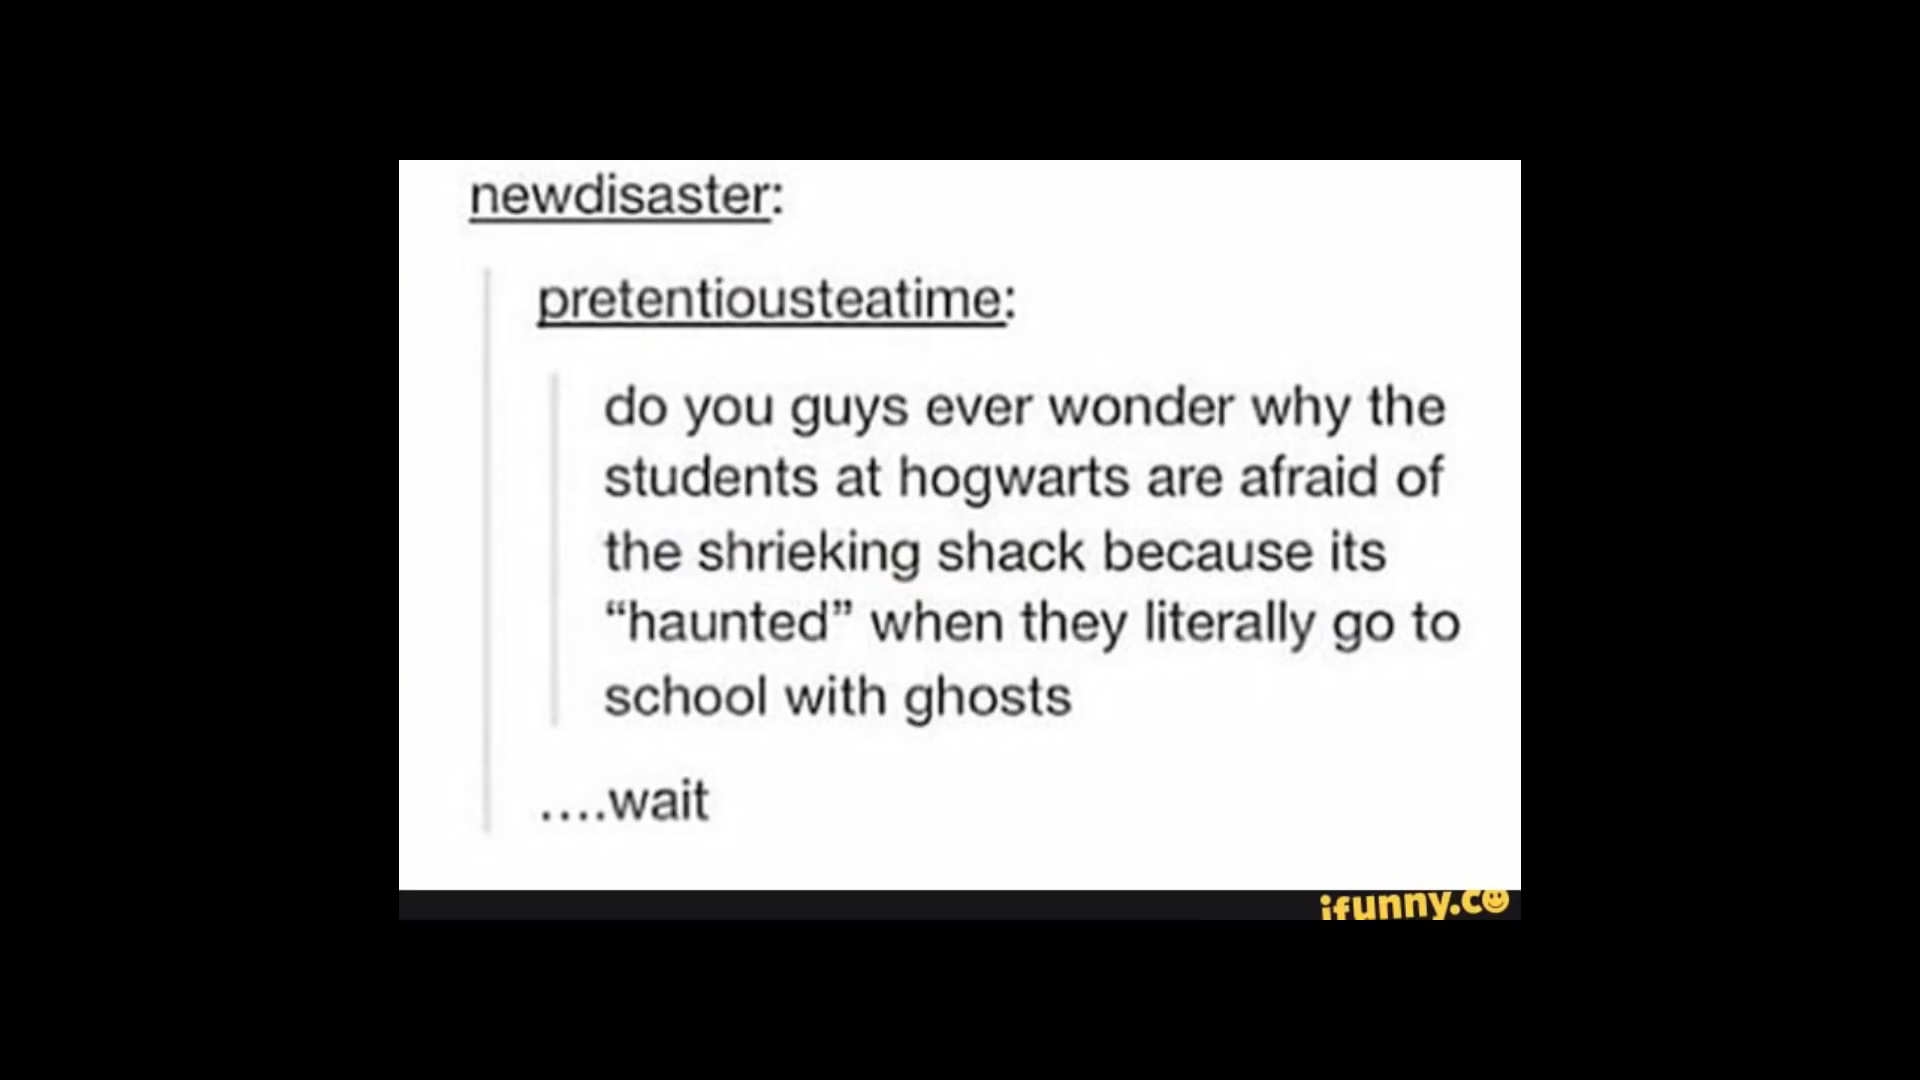 newdisaster:
pretentiousteatime:
do you guys ever wonder why the
students at hogwarts are afraid of
the shrieking shack because its
“haunted” when they literally go to
school with ghosts
....wait
ifunny.co